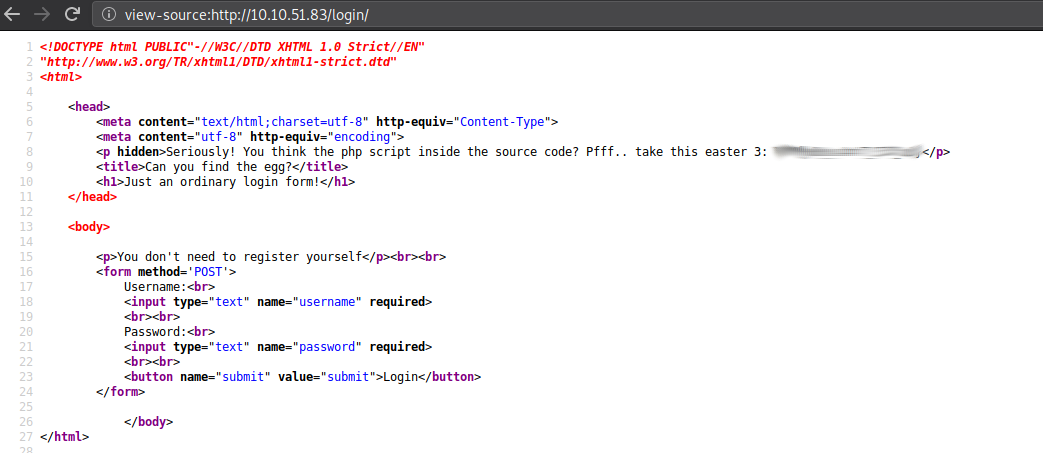 view-source:http://10.10.51.83/login/
1 <!DOCTYPE html PUBLIC"-//W3C//DTD XHTML 1.0 Strict//EN"
2 "http://www.w3.org/TR/xhtml1/DTD/xhtml1-strict.dtd"
3 <html>
4
5 <head>
6 <meta content="text/html;charset=utf-8" http-equiv="Content-Type">
7 <meta content="utf-8" http-equiv="encoding">
8 <p hidden>Seriously! You think the php script inside the source code? Pfff.. take this easter 3: </p>
9 <title>Can you find the egg?</title>
10 <h1>Just an ordinary login form!</h1>
11 </head>
12
13 <body>
14
15 <p>You don't need to register yourself</p><br><br>
16 <form method='POST'>
17 Username:<br>
18 <input type="text" name="username" required>
19 <br><br>
20 Password:<br>
21 <input type="text" name="password" required>
22 <br><br>
23 <button name="submit" value="submit">Login</button>
24 </form>
25
26 </body>
27 </html>
28